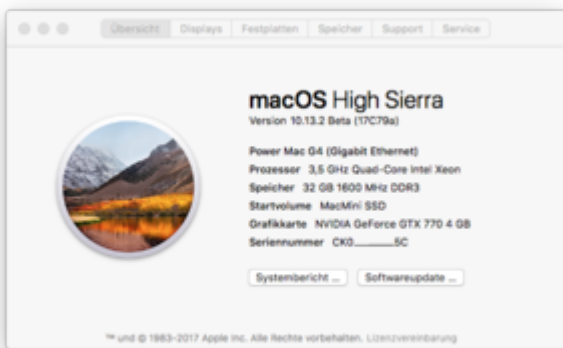 Übersicht Displays Festplatten Speicher Support Service
macOS High Sierra
Version 10.13.2 Beta (17C79a)
Power Mac G4 (Gigabit Ethernet)
Prozessor 3,5 GHz Quad-Core Intel Xeon
Speicher 32 GB 1600 MHz DDR3
Startvolume MacMini SSD
Grafikkarte NVIDIA GeForce GTX 770 4 GB
Seriennummer CK0_____5C
Systembericht ... Softwareupdate ...
™ und © 1983-2017 Apple Inc. Alle Rechte vorbehalten. Lizenzvereinbarung